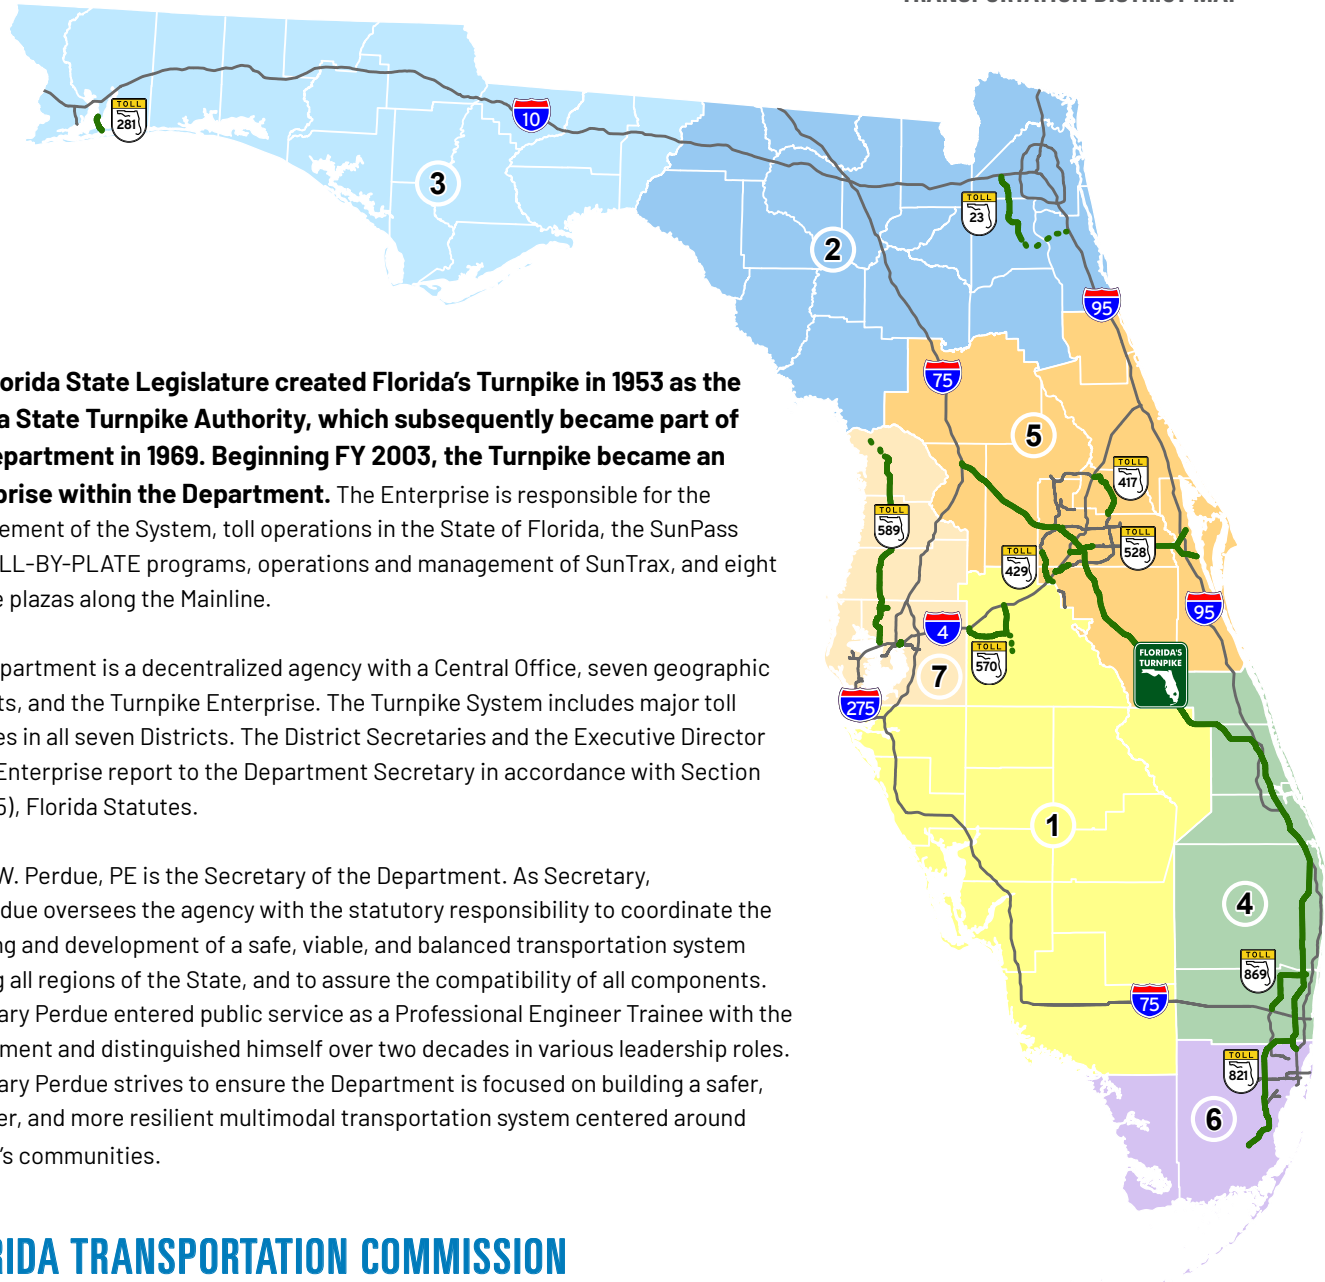 TRANSPORTATION DISTRICT MAP
TOLL
281
10
3
TOLL
23
2
95
75
5
TOLL
417
TOLL
589
TOLL
528
TOLL
429
95
4
TOLL
570
7
FLORIDA'S
TURNPIKE
275
1
4
TOLL
869
75
TOLL
821
6
orida State Legislature created Florida’s Turnpike in 1953 as the
a State Turnpike Authority, which subsequently became part of
epartment in 1969. Beginning FY 2003, the Turnpike became an
prise within the Department. The Enterprise is responsible for the
ement of the System, toll operations in the State of Florida, the SunPass
LL-BY-PLATE programs, operations and management of SunTrax, and eight
e plazas along the Mainline.
partment is a decentralized agency with a Central Office, seven geographic
ts, and the Turnpike Enterprise. The Turnpike System includes major toll
es in all seven Districts. The District Secretaries and the Executive Director
Enterprise report to the Department Secretary in accordance with Section
5), Florida Statutes.
W. Perdue, PE is the Secretary of the Department. As Secretary,
due oversees the agency with the statutory responsibility to coordinate the
ng and development of a safe, viable, and balanced transportation system
g all regions of the State, and to assure the compatibility of all components.
ary Perdue entered public service as a Professional Engineer Trainee with the
ment and distinguished himself over two decades in various leadership roles.
ary Perdue strives to ensure the Department is focused on building a safer,
er, and more resilient multimodal transportation system centered around
’s communities.
RIDA TRANSPORTATION COMMISSION